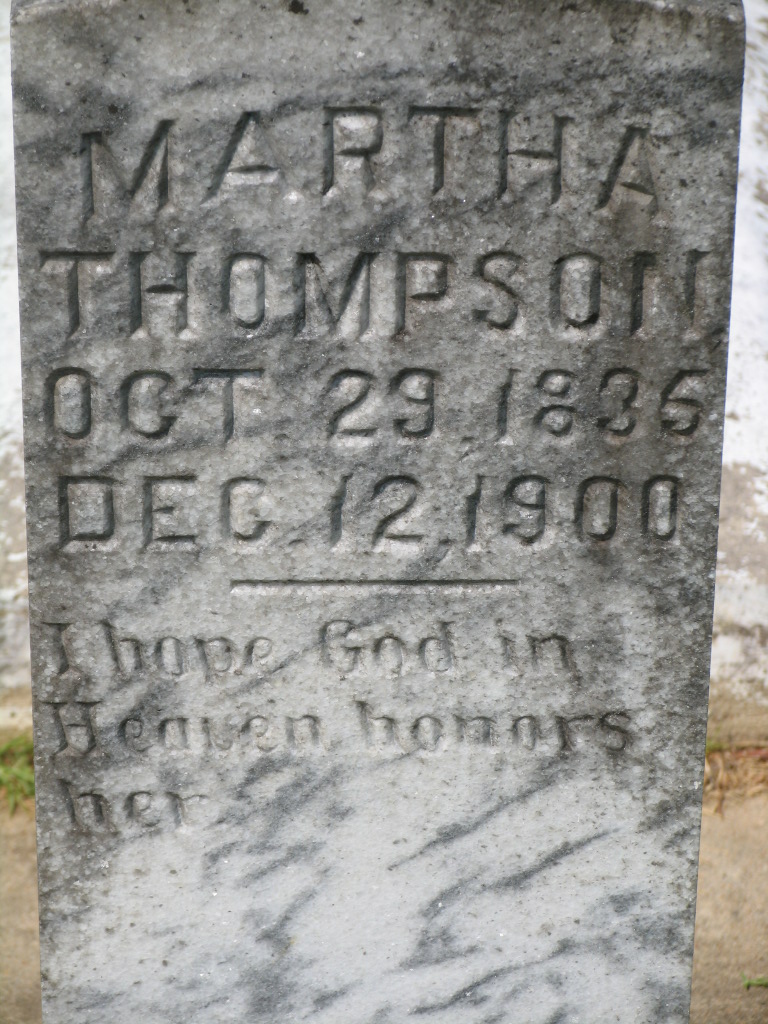 MARTHA
THOMPSON
OCT 29, 1835
DEC. 12, 1900
I hope God in
Heaven honors
her